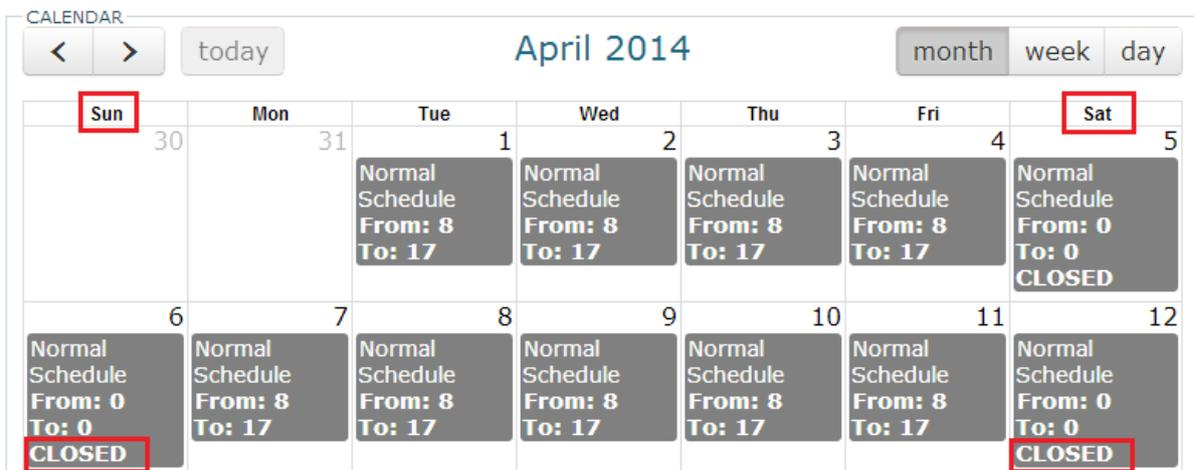 CALENDAR
< > today April 2014 month week day
Sun Mon Tue Wed Thu Fri Sat
30 31 1 2 3 4 5
Normal Normal Normal Normal Normal
Schedule Schedule Schedule Schedule Schedule
From: 8 From: 8 From: 8 From: 8 From: 0
To: 17 To: 17 To: 17 To: 17 To: 0
CLOSED
6 7 8 9 10 11 12
Normal Normal Normal Normal Normal Normal Normal
Schedule Schedule Schedule Schedule Schedule Schedule Schedule
From: 0 From: 8 From: 8 From: 8 From: 8 From: 8 From: 0
To: 0 To: 17 To: 17 To: 17 To: 17 To: 17 To: 0
CLOSED CLOSED